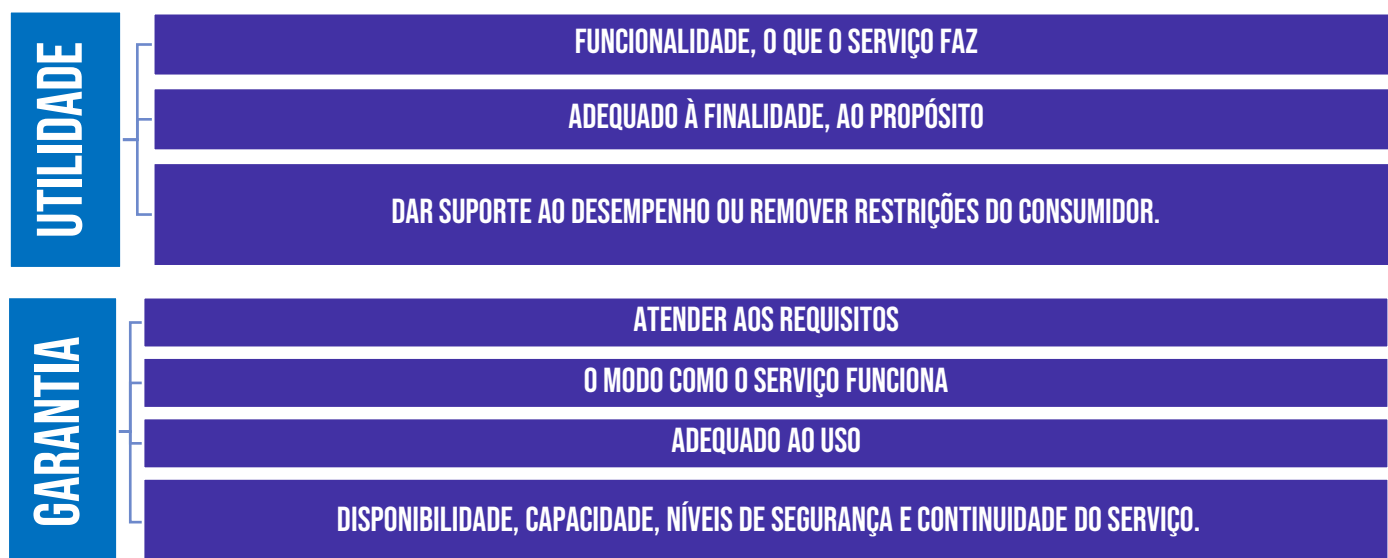 UTILIDADE
FUNCIONALIDADE, O QUE O SERVIÇO FAZ
ADEQUADO À FINALIDADE, AO PROPÓSITO
DAR SUPORTE AO DESEMPENHO OU REMOVER RESTRIÇÕES DO CONSUMIDOR.
GARANTIA
ATENDER AOS REQUISITOS
O MODO COMO O SERVIÇO FUNCIONA
ADEQUADO AO USO
DISPONIBILIDADE, CAPACIDADE, NÍVEIS DE SEGURANÇA E CONTINUIDADE DO SERVIÇO.